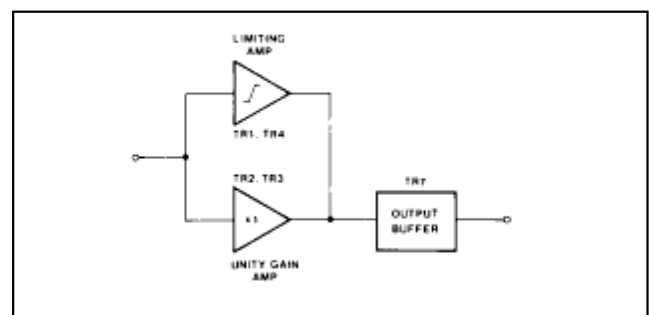 LIMITING
AMP
TR1, TR4
TR2, TR3
x1
UNITY GAIN
AMP
TR7
OUTPUT
BUFFER